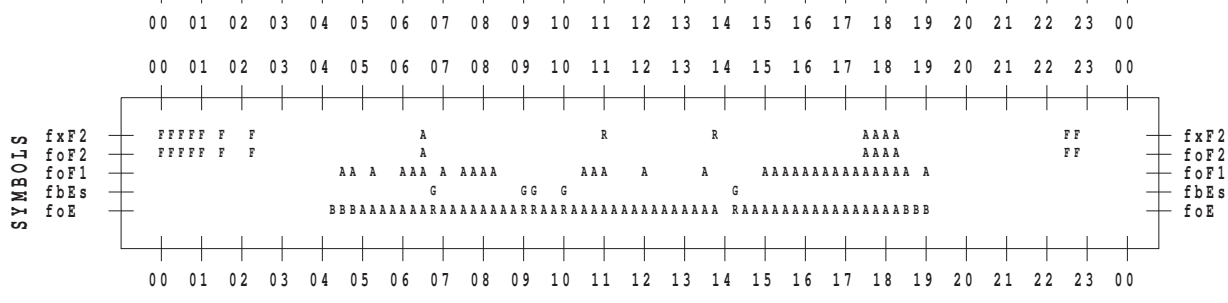 00 01 02 03 04 05 06 07 08 09 10 11 12 13 14 15 16 17 18 19 20 21 22 23 00
00 01 02 03 04 05 06 07 08 09 10 11 12 13 14 15 16 17 18 19 20 21 22 23 00
SYMBOLS
fxF2 FFFFF F F A R R AAAA FF fxF2
foF2 FFFFF F F A AAAA FF foF2
foF1 AA A AAA A AAAA AAA A A AAAAAAAAAAAAAAA A foF1
fbEs G GG G G fbEs
foE BBBAAAAAAARAAAAAAAARRAARAAAAAAAAAAAAAAA RAAAAAAAAAAAAAAAABBB foE
00 01 02 03 04 05 06 07 08 09 10 11 12 13 14 15 16 17 18 19 20 21 22 23 00